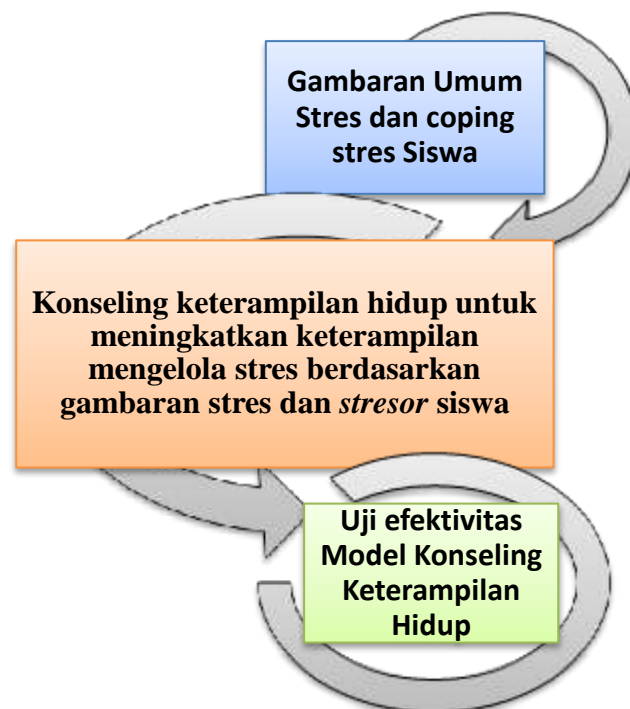 Gambaran Umum
Stres dan coping
stres Siswa
Konseling keterampilan hidup untuk
meningkatkan keterampilan
mengelola stres berdasarkan
gambaran stres dan stresor siswa
Uji efektivitas
Model Konseling
Keterampilan
Hidup